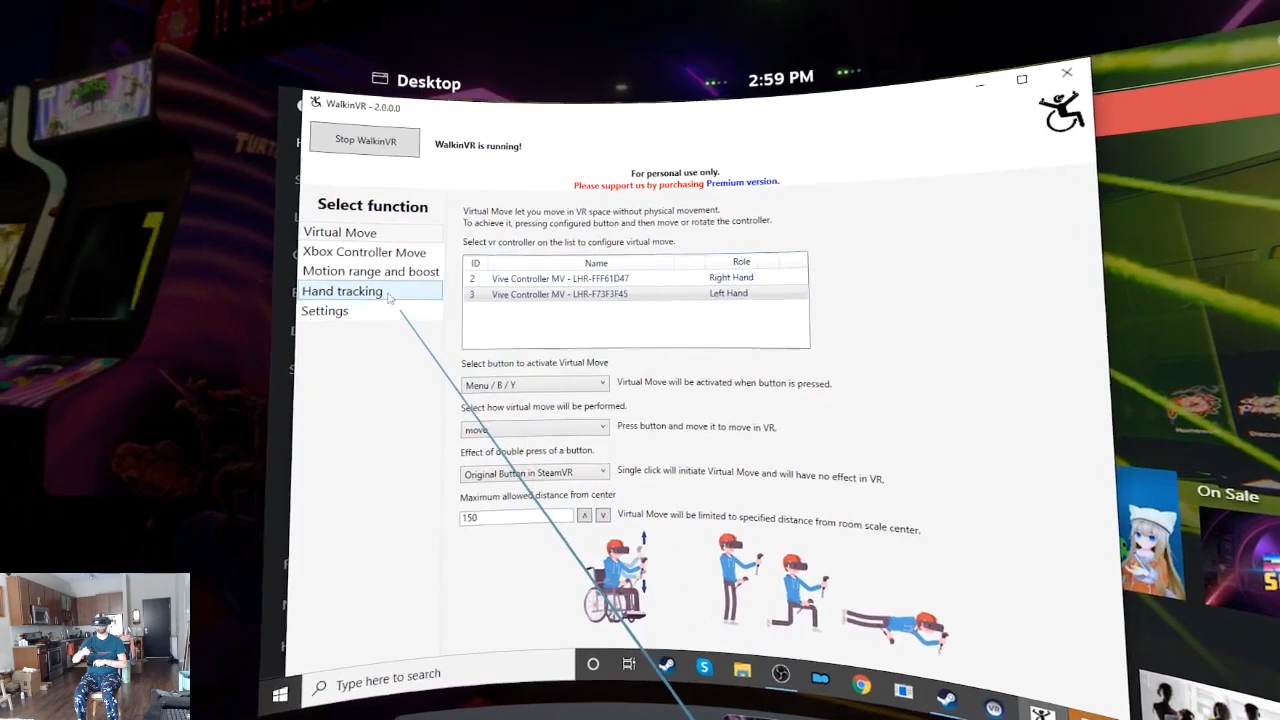 Desktop
2:59 PM
WalkinVR - 2.0.0.0
Stop WalkinVR
WalkinVR is running!
For personal use only.
Please support us by purchasing Premium version.
Select function
Virtual Move
Xbox Controller Move
Motion range and boost
Hand tracking
Settings
Virtual Move let you move in VR space without physical movement.
To achieve it, pressing configured button and then move or rotate the controller.
Select vr controller on the list to configure virtual move.
ID Name Role
2 Vive Controller MV - LHR-FFF61D47 Right Hand
3 Vive Controller MV - LHR-F73F3F45 Left Hand
Select button to activate Virtual Move
Menu / B / Y Virtual Move will be activated when button is pressed.
Select how virtual move will be performed.
move Press button and move it to move in VR.
Effect of double press of a button.
Original Button in SteamVR Single click will initiate Virtual Move and will have no effect in VR.
Maximum allowed distance from center
150 Virtual Move will be limited to specified distance from room scale center.
On Sale
Type here to search